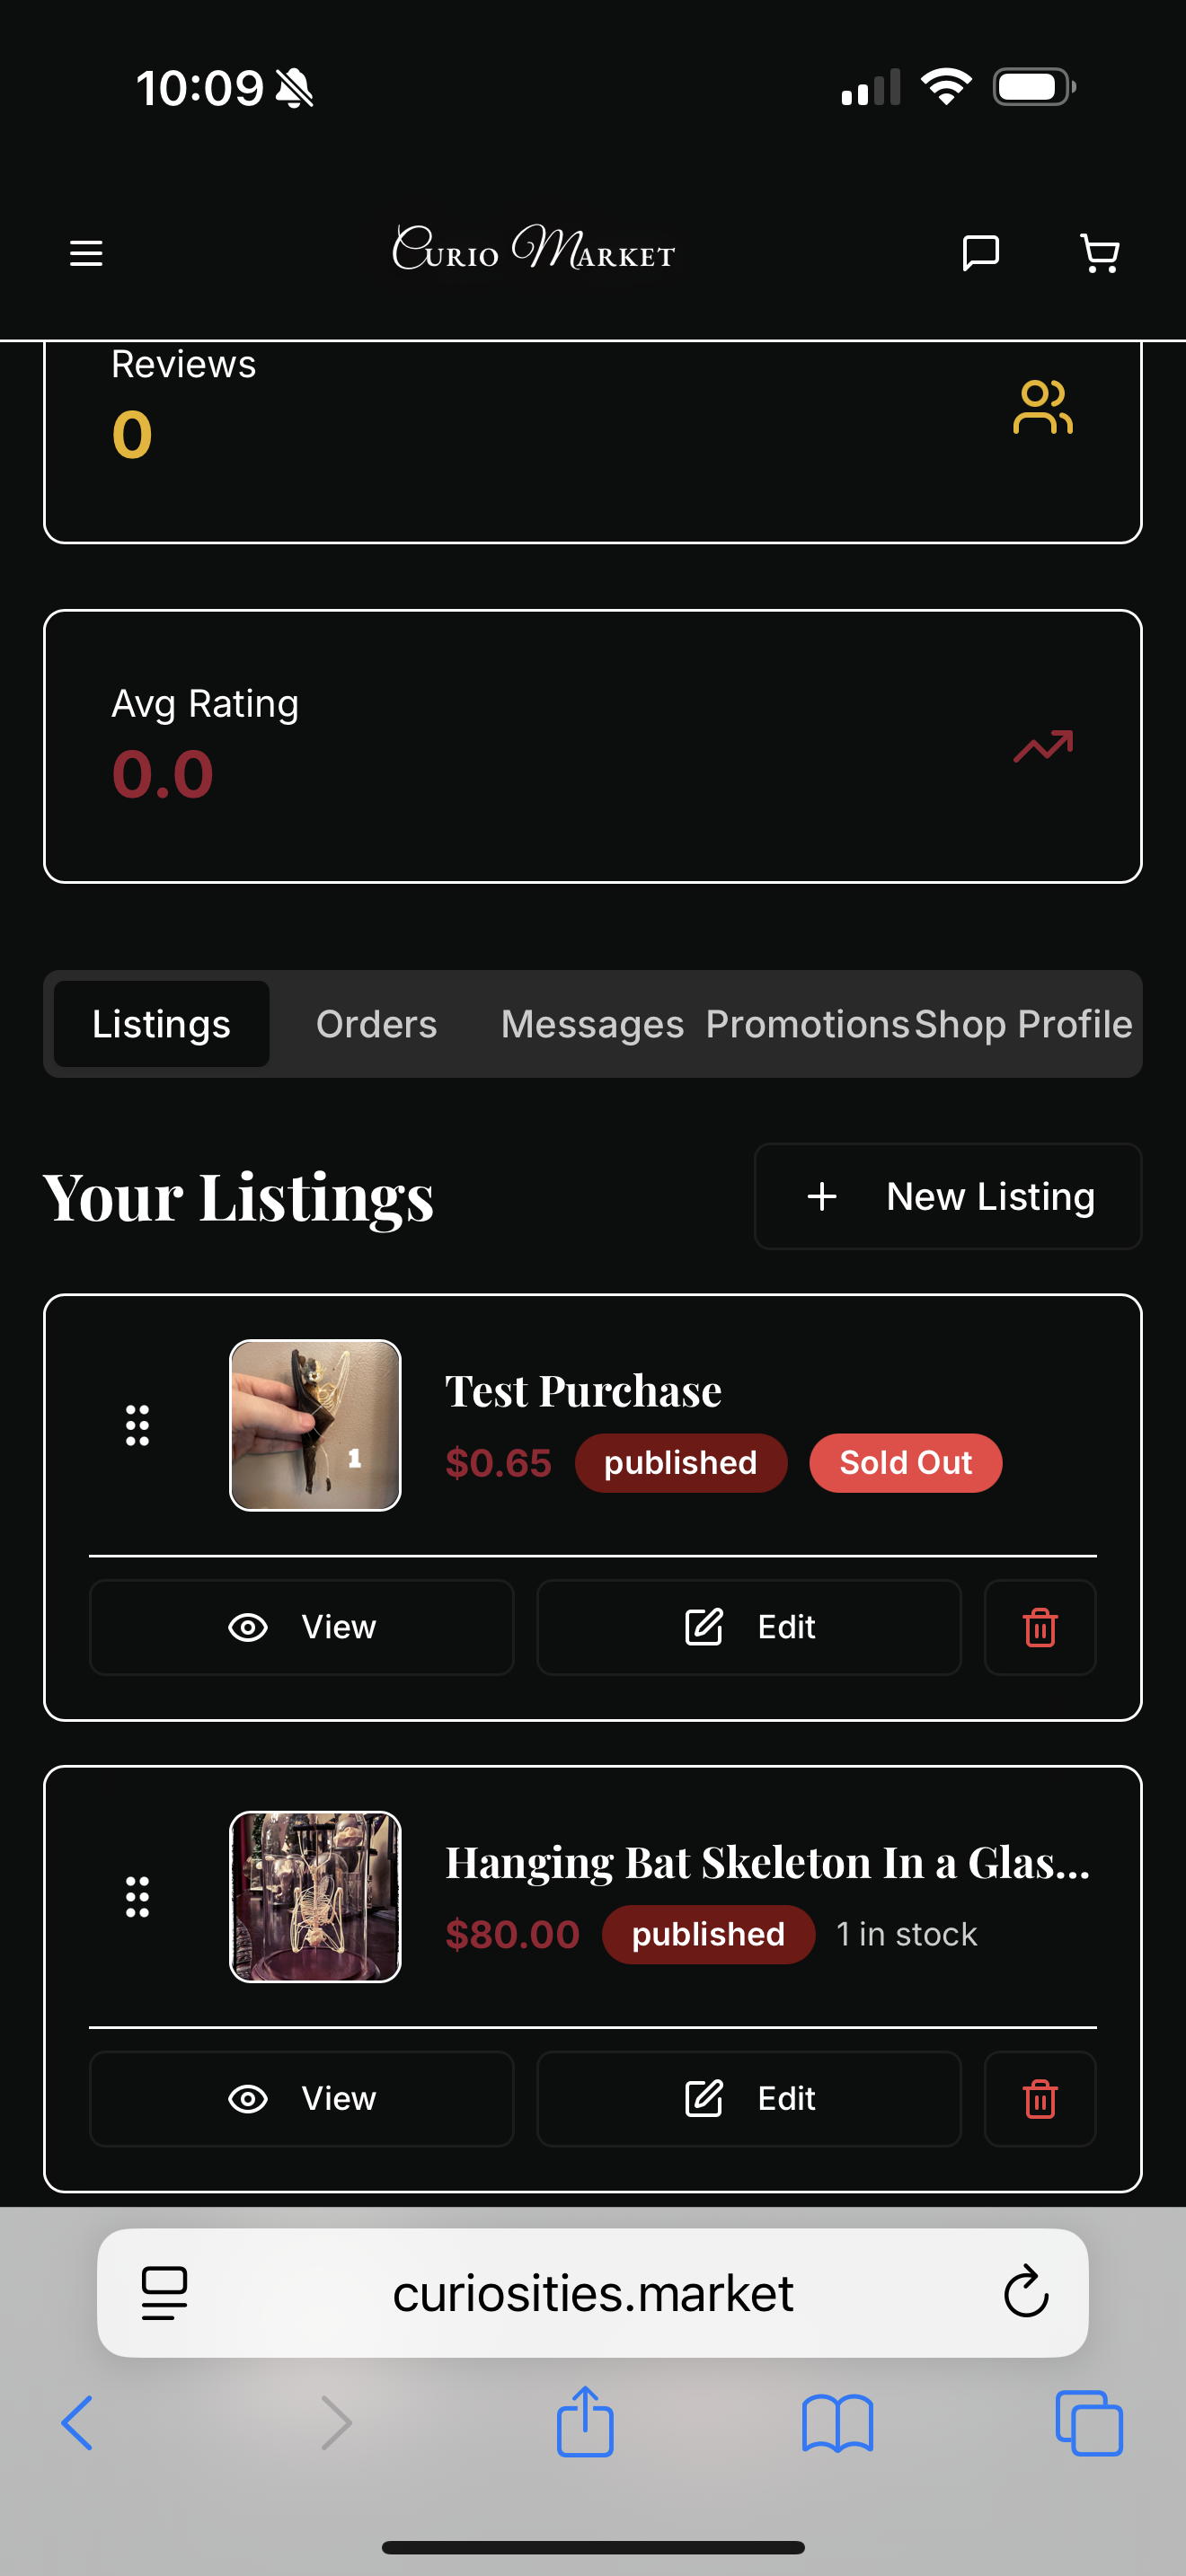 10:09
Curio Market
Reviews
0
Avg Rating
0.0
Listings Orders Messages Promotions Shop Profile
Your Listings
New Listing
Test Purchase
1
$0.65 published Sold Out
View Edit
Hanging Bat Skeleton In a Glas...
$80.00 published 1 in stock
View Edit
curiosities.market